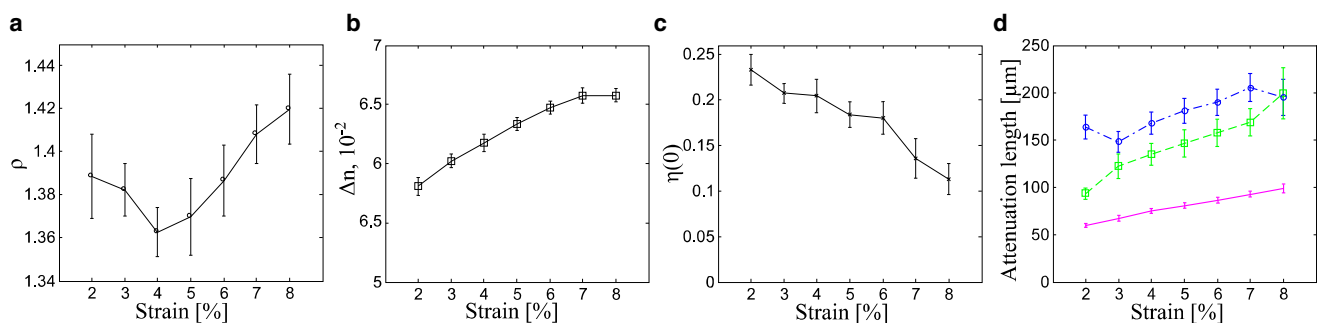 a
1.44
1.42
1.4
1.38
1.36
1.34
ρ
2 3 4 5 6 7 8
Strain [%]
b
7
6.5
6
5.5
5
Δn, 10⁻²
2 3 4 5 6 7 8
Strain [%]
c
0.25
0.2
0.15
0.1
0.05
0
η(0)
2 3 4 5 6 7 8
Strain [%]
d
250
200
150
100
50
0
Attenuation length [µm]
2 3 4 5 6 7 8
Strain [%]